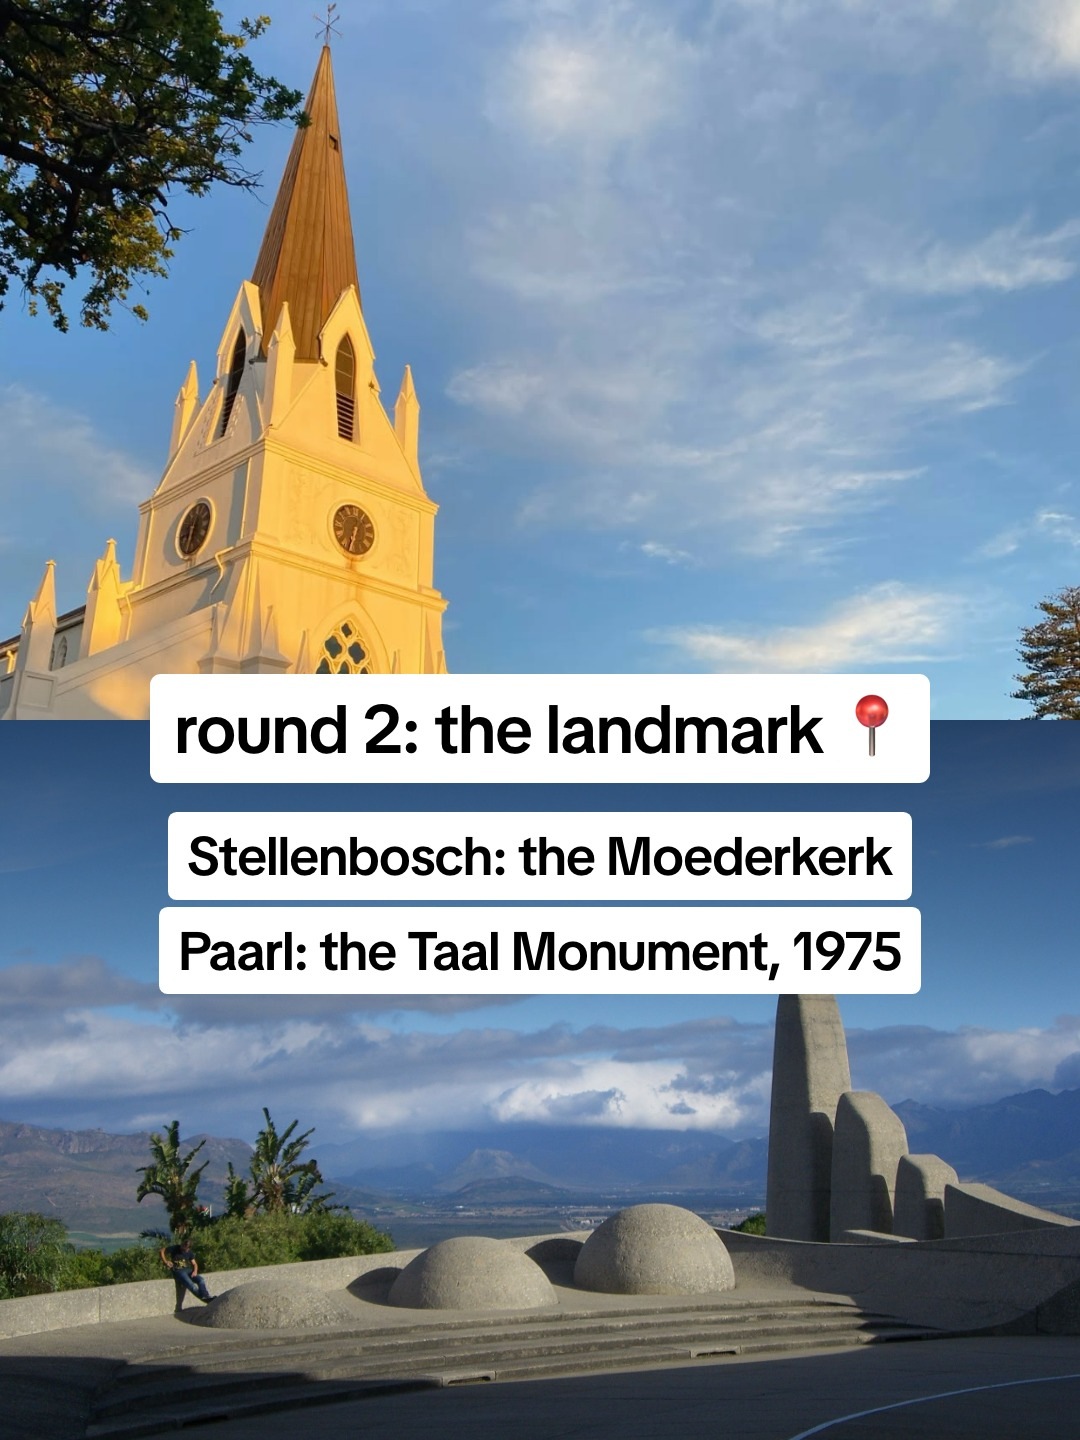 round 2: the landmark 📍
Stellenbosch: the Moederkerk
Paarl: the Taal Monument, 1975